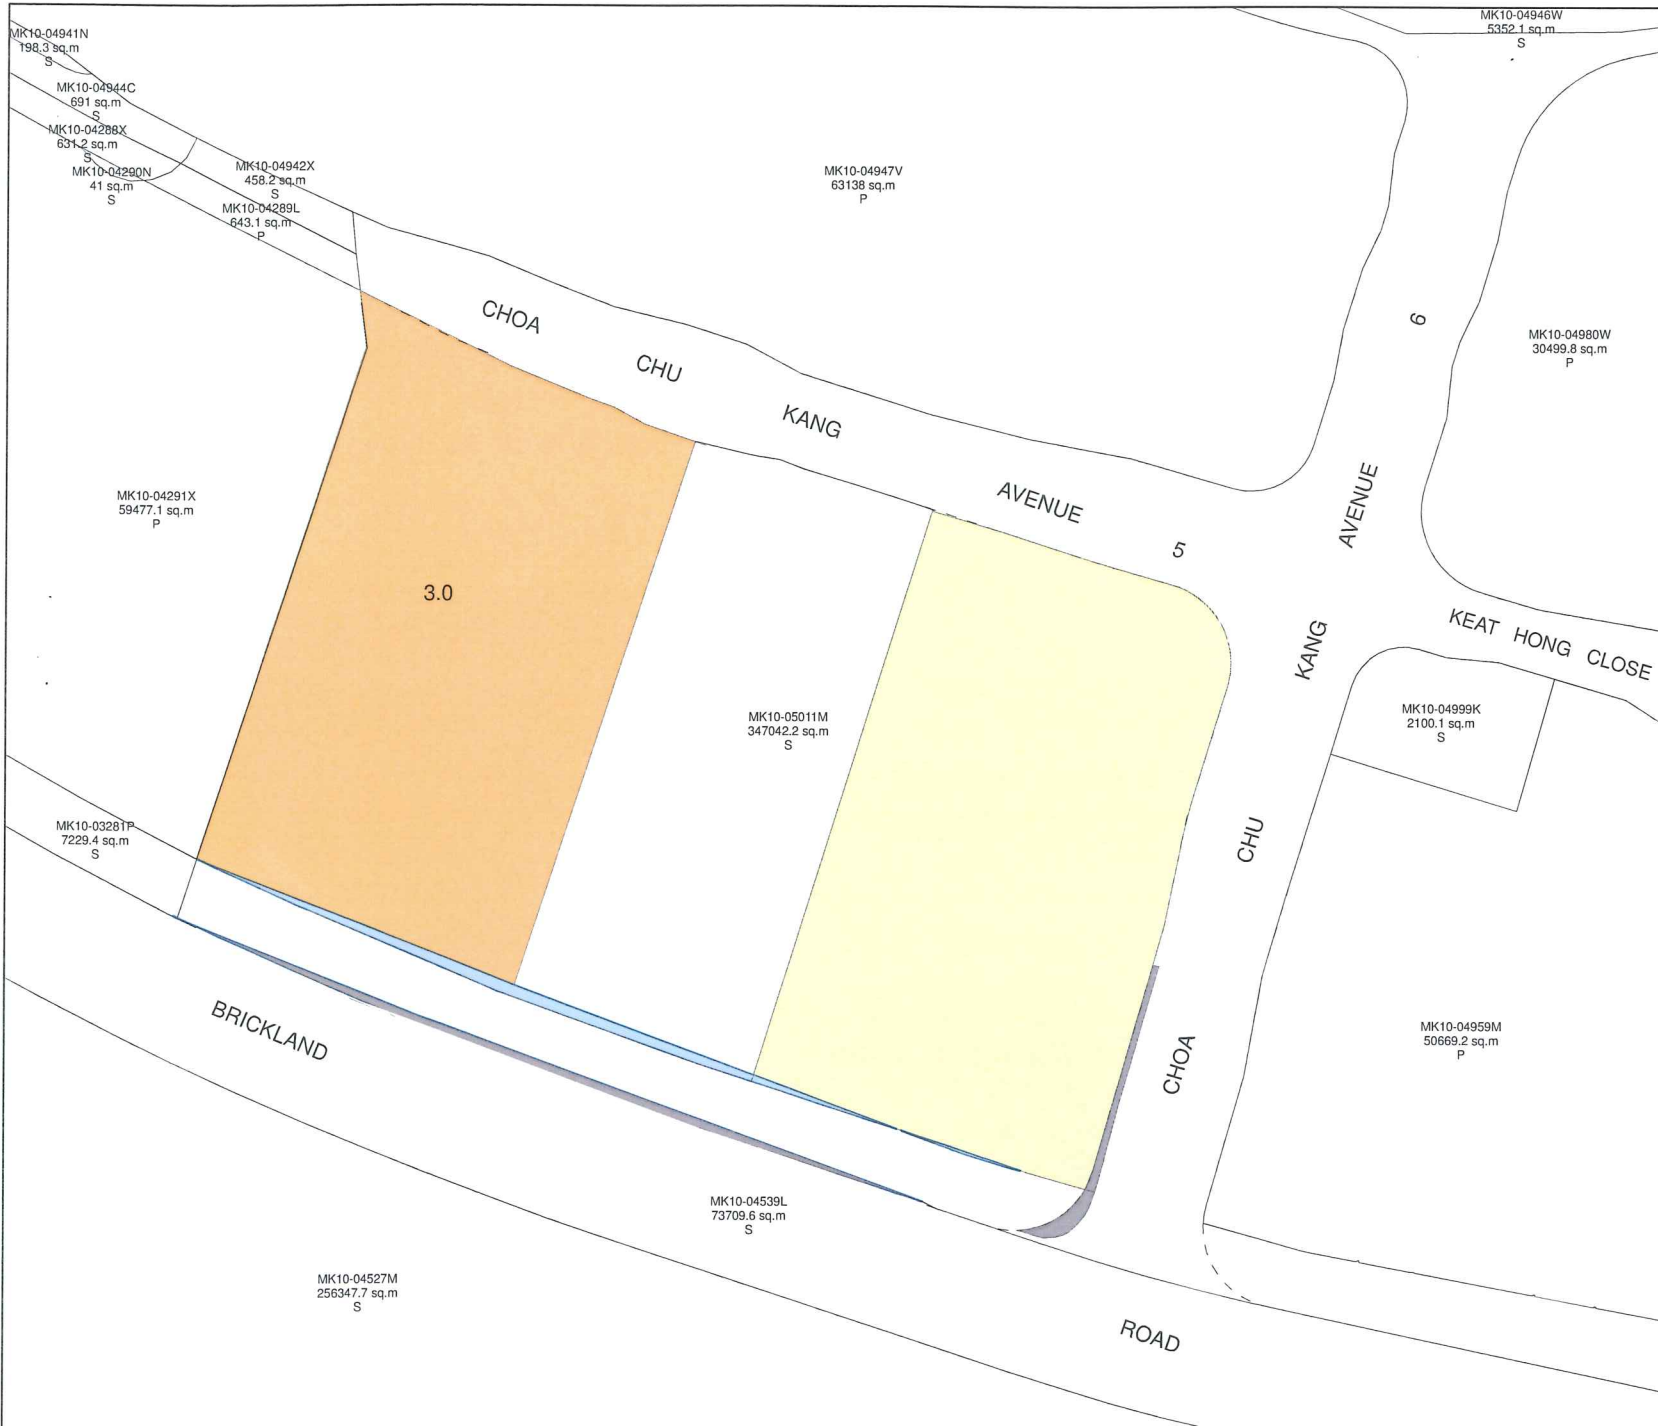 MK10-04941N
198.3 sq.m
S
MK10-04944C
691 sq.m
S
MK10-04288X
631.2 sq.m
S
MK10-04290N
41 sq.m
S
MK10-04942X
458.2 sq.m
S
MK10-04289L
643.1 sq.m
P
MK10-04947V
63138 sq.m
P
MK10-04946W
5352.1 sq.m
S
MK10-04980W
30499.8 sq.m
P
CHOA
CHU
KANG
AVENUE
5
6
AVENUE
KANG
CHU
CHOA
KEAT HONG CLOSE
MK10-04291X
59477.1 sq.m
P
3.0
MK10-05011M
347042.2 sq.m
S
MK10-04999K
2100.1 sq.m
S
MK10-03281P
7229.4 sq.m
S
MK10-04959M
50669.2 sq.m
P
BRICKLAND
ROAD
MK10-04539L
73709.6 sq.m
S
MK10-04527M
256347.7 sq.m
S